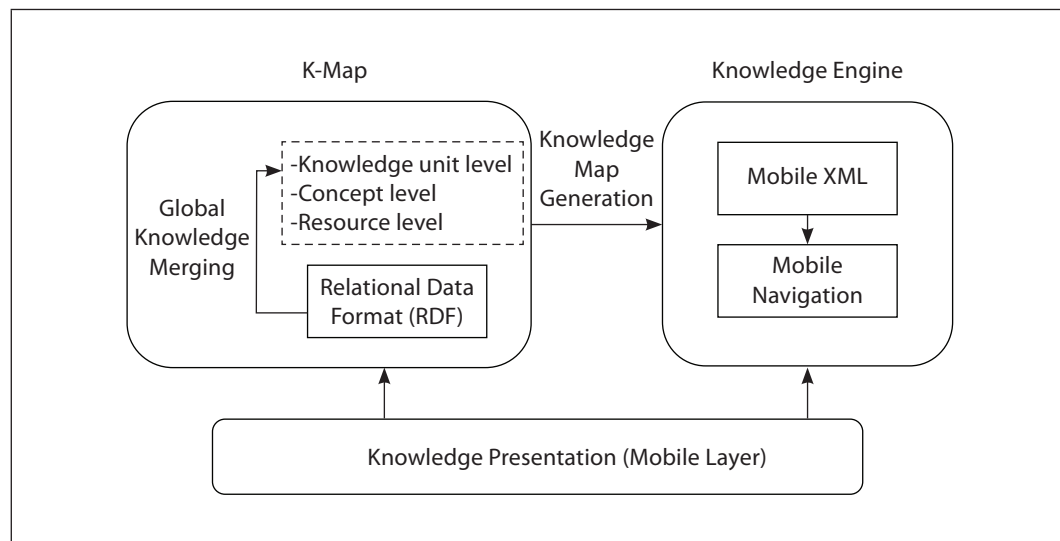 K-Map
Knowledge Engine
-Knowledge unit level
-Concept level
-Resource level
Global
Knowledge
Merging
Relational Data
Format (RDF)
Knowledge
Map
Generation
Mobile XML
Mobile
Navigation
Knowledge Presentation (Mobile Layer)